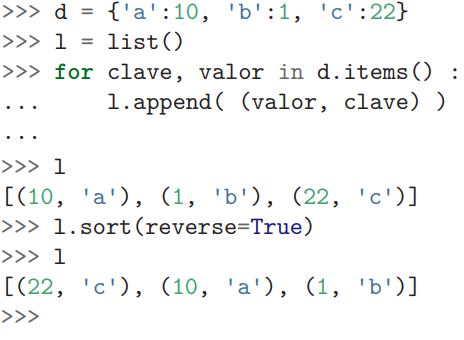 >>> d = {'a':10, 'b':1, 'c':22}
>>> l = list()
>>> for clave, valor in d.items() :
...     l.append( (valor, clave) )
...
>>> l
[(10, 'a'), (1, 'b'), (22, 'c')]
>>> l.sort(reverse=True)
>>> l
[(22, 'c'), (10, 'a'), (1, 'b')]
>>>